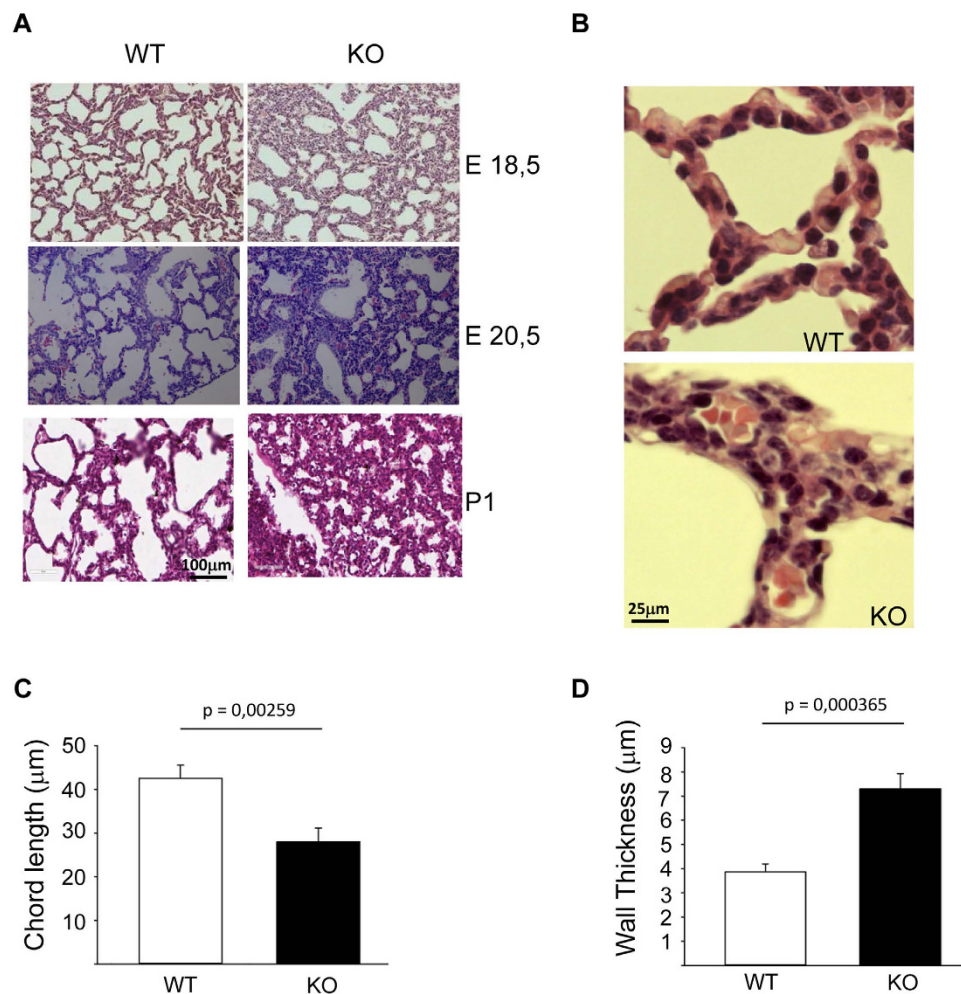 A
WT
KO
E 18,5
E 20,5
P1
100μm
B
WT
KO
25μm
C
p = 0,00259
Chord length (μm)
50
40
30
20
10
WT
KO
D
p = 0,000365
Wall Thickness (μm)
9
8
7
6
5
4
3
2
1
WT
KO